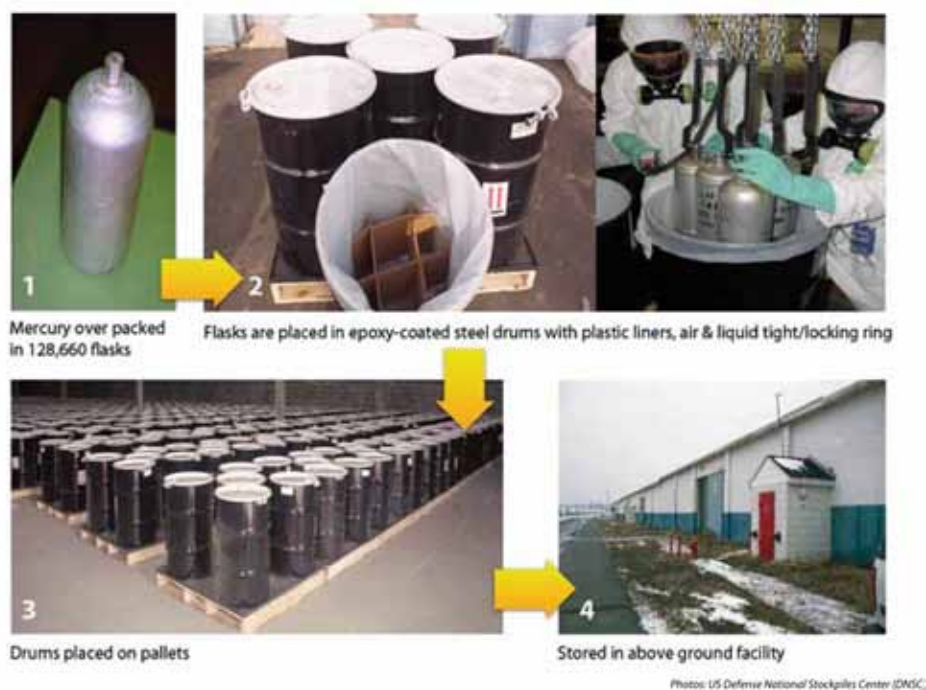 1
Mercury over packed
in 128,660 flasks
2
Flasks are placed in epoxy-coated steel drums with plastic liners, air & liquid tight/locking ring
3
Drums placed on pallets
4
Stored in above ground facility
Photos: US Defense National Stockpiles Center (DNSC)